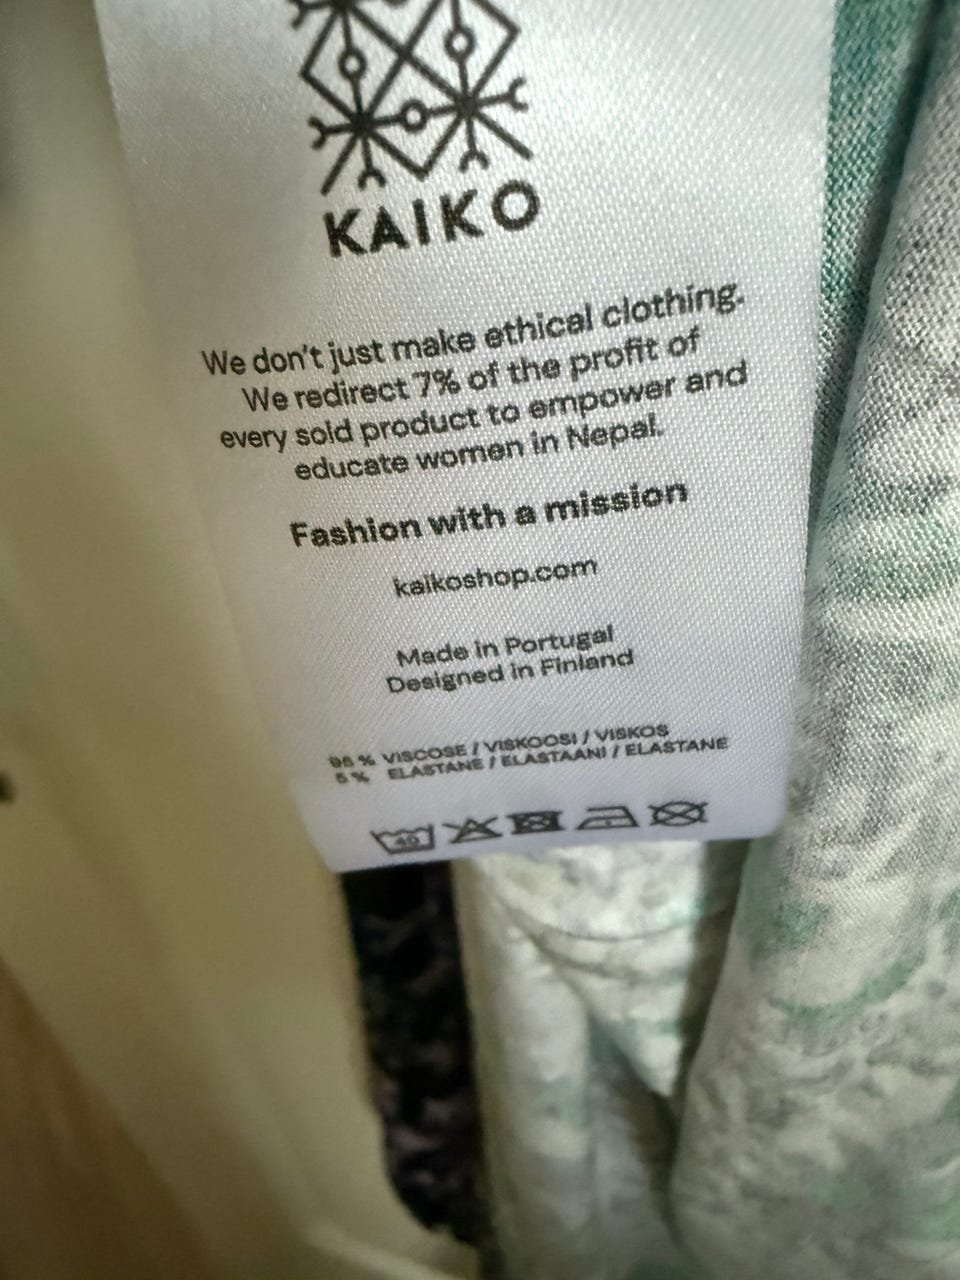 KAIKO
We don't just make ethical clothing.
We redirect 7% of the profit of
every sold product to empower and
educate women in Nepal.
Fashion with a mission
kaikoshop.com
Made in Portugal
Designed in Finland
95 % VISCOSE / VISKOOSI / VISKOS
5 % ELASTANE / ELASTAANI / ELASTANE
40